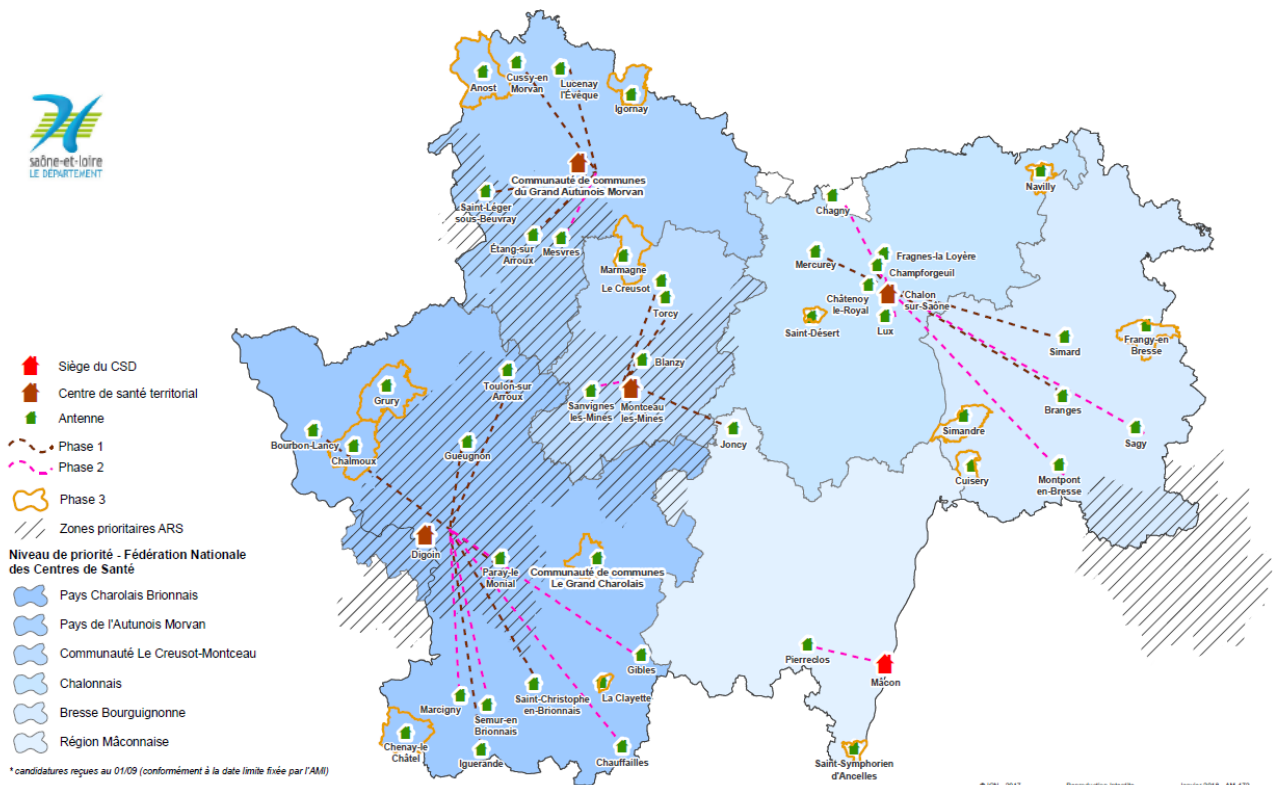 saône-et-loire
LE DÉPARTEMENT
Anost
Cussy-en
Morvan
Lucenay
l'Évêque
Igornay
Communauté de communes
du Grand Autunois Morvan
Saint-Léger
sous-Beuvray
Étang-sur
Arroux
Mesvres
Marmagne
Le Creusot
Torcy
Blanzy
Sanvignes
les-Mines
Montceau
les-Mines
Joncy
Chagny
Navilly
Mercurey
Fragnes-la Loyère
Champforgeuil
Châtenoy
le-Royal
Chalon
sur-Saône
Lux
Saint-Désert
Simard
Frangy-en
Bresse
Branges
Sagy
Simandre
Cuisery
Montpont
en-Bresse
Toulon-sur
Arroux
Grury
Bourbon-Lancy
Chalmoux
Gueugnon
Digoin
Paray-le
Monial
Communauté de communes
Le Grand Charolais
Gibles
La Clayette
Saint-Christophe
en-Brionnais
Marcigny
Semur-en
Brionnais
Chenay-le
Châtel
Iguerande
Chauffailles
Pierreclos
Mâcon
Saint-Symphorien
d'Ancelles
Siège du CSD
Centre de santé territorial
Antenne
Phase 1
Phase 2
Phase 3
Zones prioritaires ARS
Niveau de priorité - Fédération Nationale
des Centres de Santé
Pays Charolais Brionnais
Pays de l'Autunois Morvan
Communauté Le Creusot-Montceau
Chalonnais
Bresse Bourguignonne
Région Mâconnaise
* candidatures reçues au 01/09 (conformément à la date limite fixée par l'AMI)